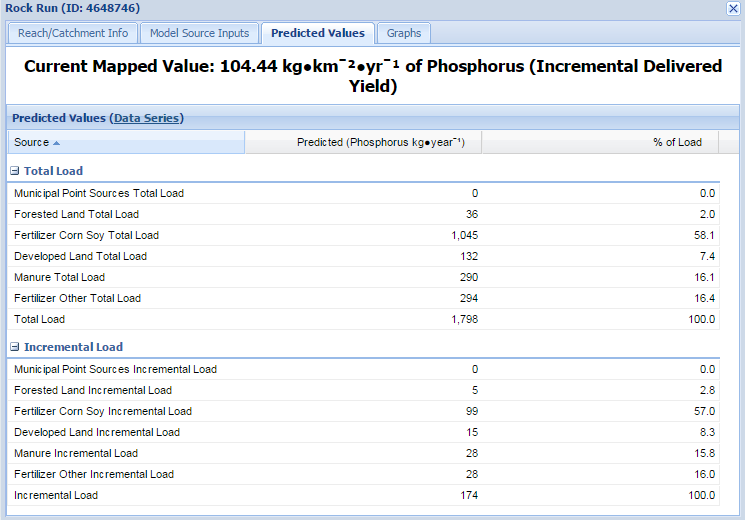 Rock Run (ID: 4648746)
Reach/Catchment Info Model Source Inputs Predicted Values Graphs
Current Mapped Value: 104.44 kg●km¯²●yr¯¹ of Phosphorus (Incremental Delivered
Yield)
Predicted Values (Data Series)
Source Predicted (Phosphorus kg●year¯¹) % of Load
Total Load
Municipal Point Sources Total Load 0 0.0
Forested Land Total Load 36 2.0
Fertilizer Corn Soy Total Load 1,045 58.1
Developed Land Total Load 132 7.4
Manure Total Load 290 16.1
Fertilizer Other Total Load 294 16.4
Total Load 1,798 100.0
Incremental Load
Municipal Point Sources Incremental Load 0 0.0
Forested Land Incremental Load 5 2.8
Fertilizer Corn Soy Incremental Load 99 57.0
Developed Land Incremental Load 15 8.3
Manure Incremental Load 28 15.8
Fertilizer Other Incremental Load 28 16.0
Incremental Load 174 100.0